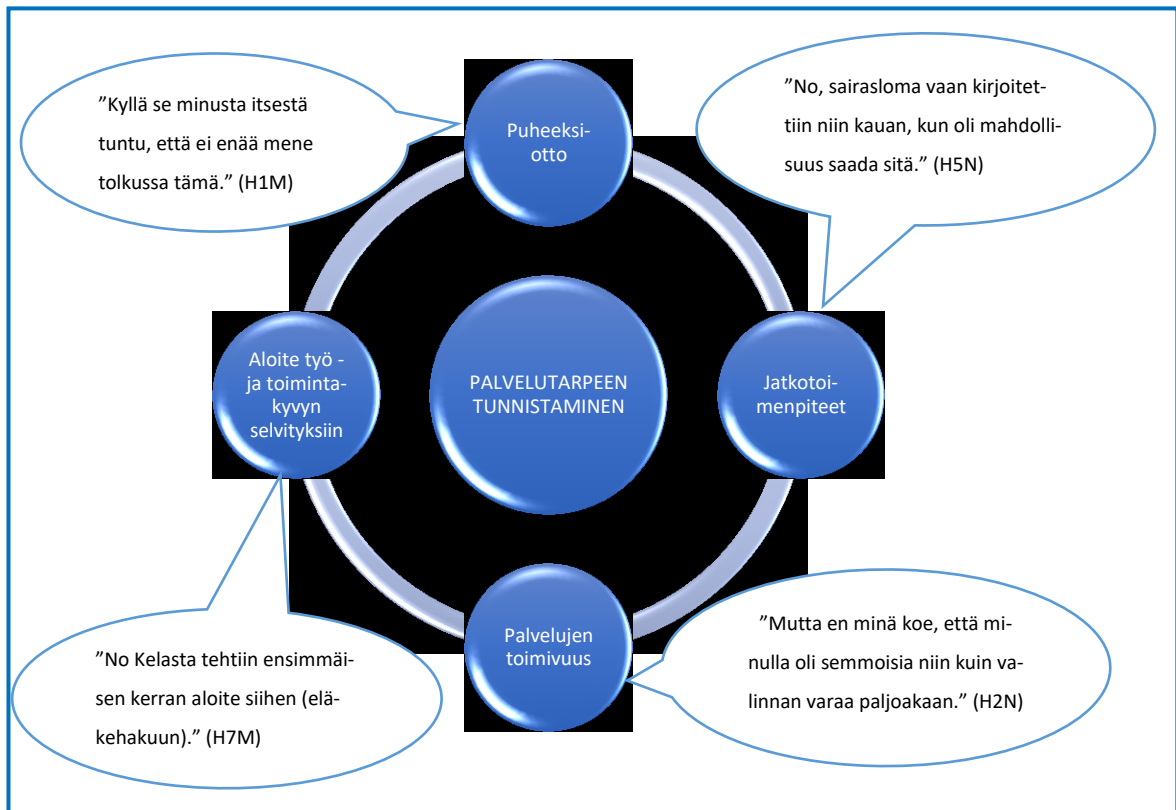 ”Kyllä se minusta itsestä
tuntu, että ei enää mene
tolkussa tämä.” (H1M)
Puheeksi-
otto
”No, sairasloma vaan kirjoitet-
tiin niin kauan, kun oli mahdolli-
suus saada sitä.” (H5N)
Aloite työ -
ja toiminta-
kyvyn
selvityksiin
PALVELUTARPEEN
TUNNISTAMINEN
Jatkotoi-
menpiteet
”No Kelasta tehtiin ensimmäi-
sen kerran aloite siihen (elä-
kehakuun).” (H7M)
Palvelujen
toimivuus
”Mutta en minä koe, että mi-
nulla oli semmoisia niin kuin va-
linnan varaa paljoakaan.” (H2N)